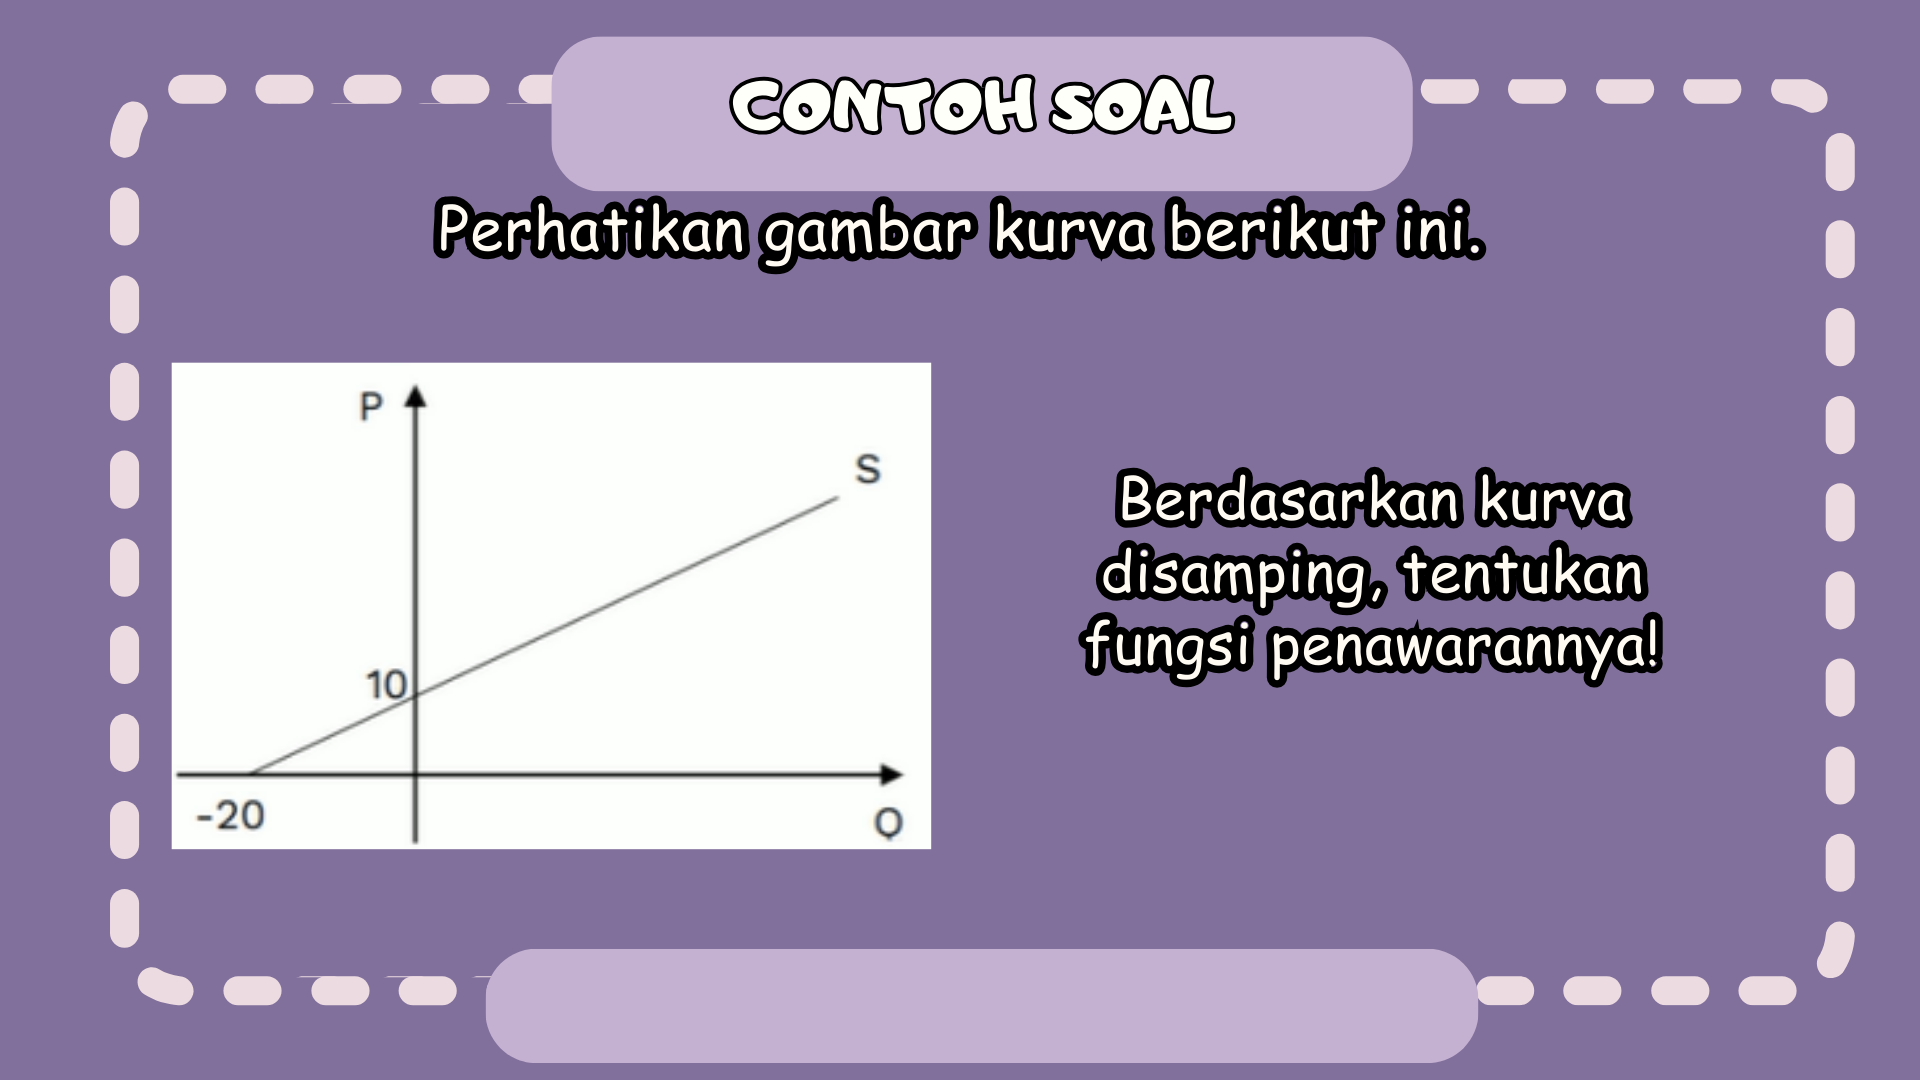 CONTOH SOAL
Perhatikan gambar kurva berikut ini.
P
S
10
-20
Q
Berdasarkan kurva
disamping, tentukan
fungsi penawarannya!